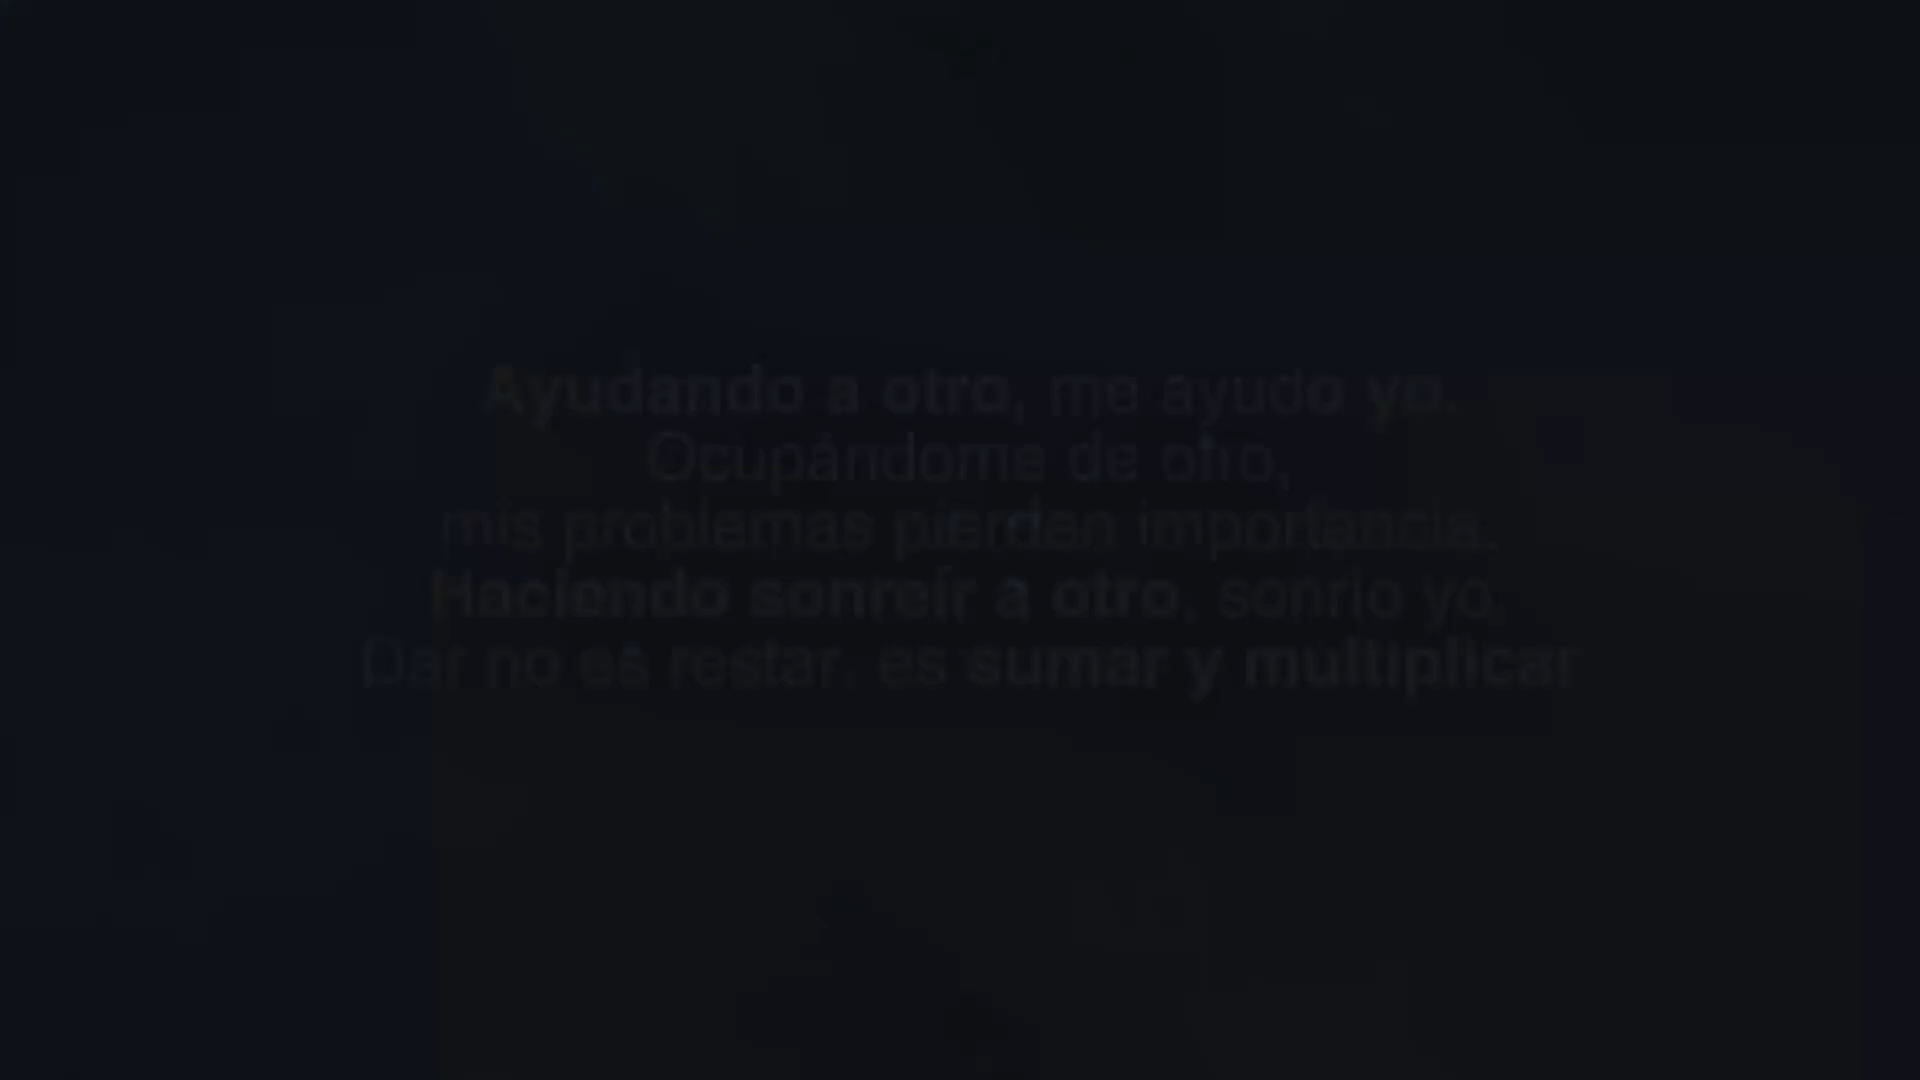 Ayudando a otro, me ayudo yo.
Ocupándome de otro,
mis problemas pierden importancia.
Haciendo sonreír a otro, sonrío yo.
Dar no es restar, es sumar y multiplicar